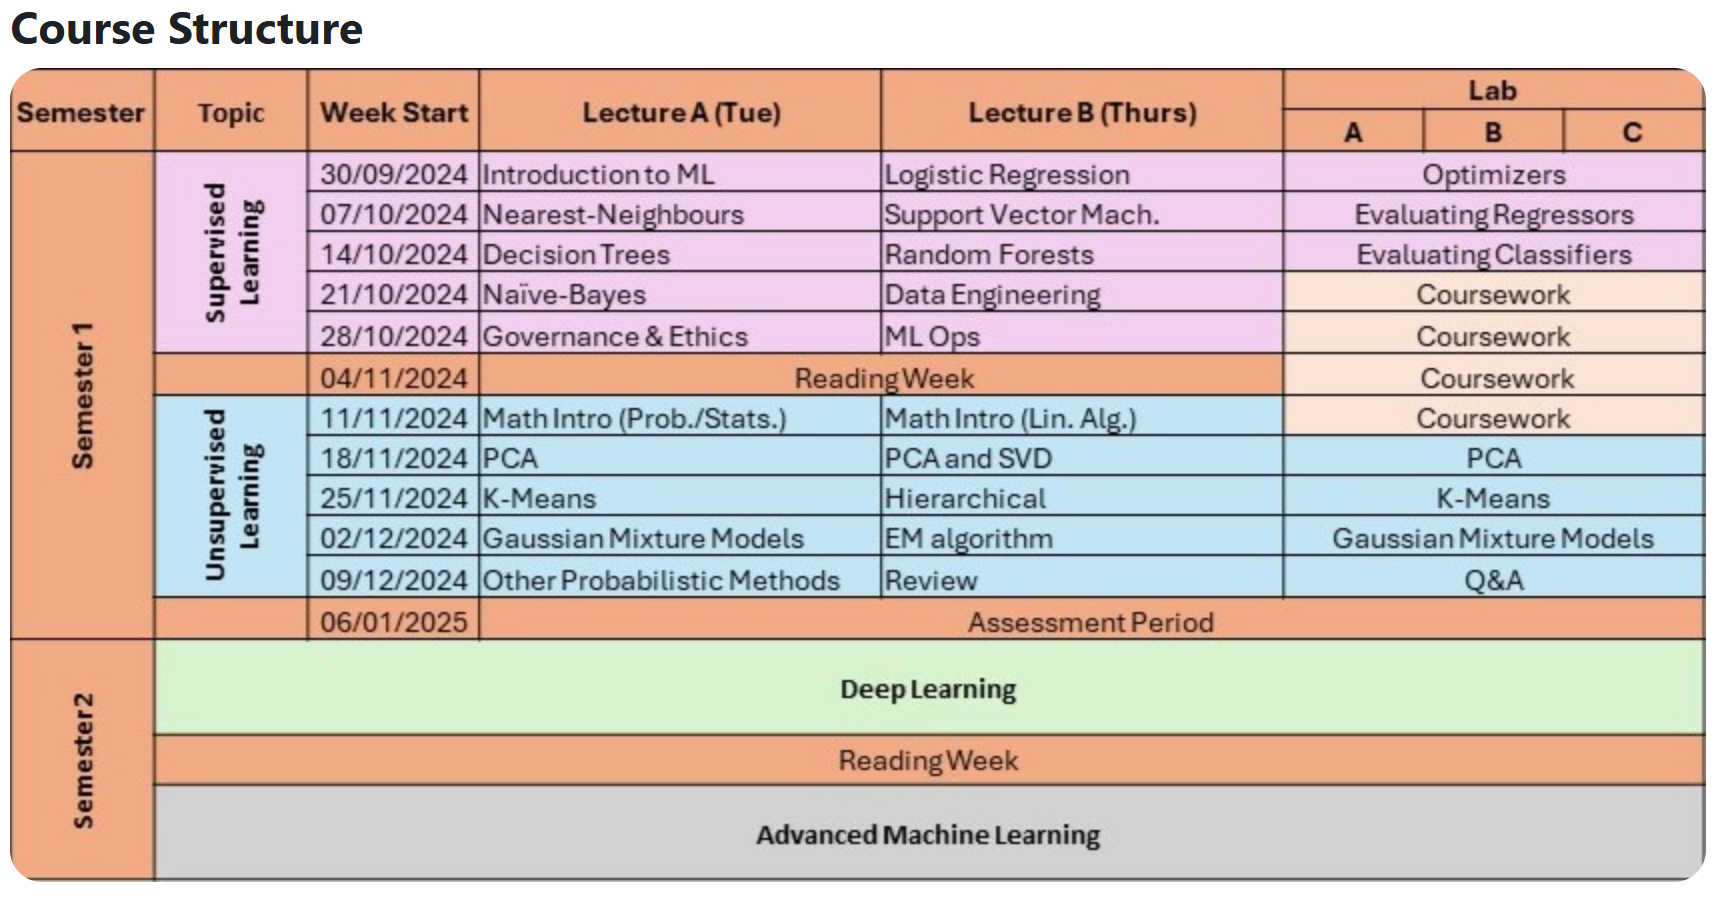 Course Structure
Semester Topic Week Start Lecture A (Tue) Lecture B (Thurs) Lab
A B C
Semester 1
Supervised Learning
30/09/2024 Introduction to ML Logistic Regression Optimizers
07/10/2024 Nearest-Neighbours Support Vector Mach. Evaluating Regressors
14/10/2024 Decision Trees Random Forests Evaluating Classifiers
21/10/2024 Naïve-Bayes Data Engineering Coursework
28/10/2024 Governance & Ethics ML Ops Coursework
04/11/2024 Reading Week Coursework
Unsupervised Learning
11/11/2024 Math Intro (Prob./Stats.) Math Intro (Lin. Alg.) Coursework
18/11/2024 PCA PCA and SVD PCA
25/11/2024 K-Means Hierarchical K-Means
02/12/2024 Gaussian Mixture Models EM algorithm Gaussian Mixture Models
09/12/2024 Other Probabilistic Methods Review Q&A
06/01/2025 Assessment Period
Semester2
Deep Learning
Reading Week
Advanced Machine Learning